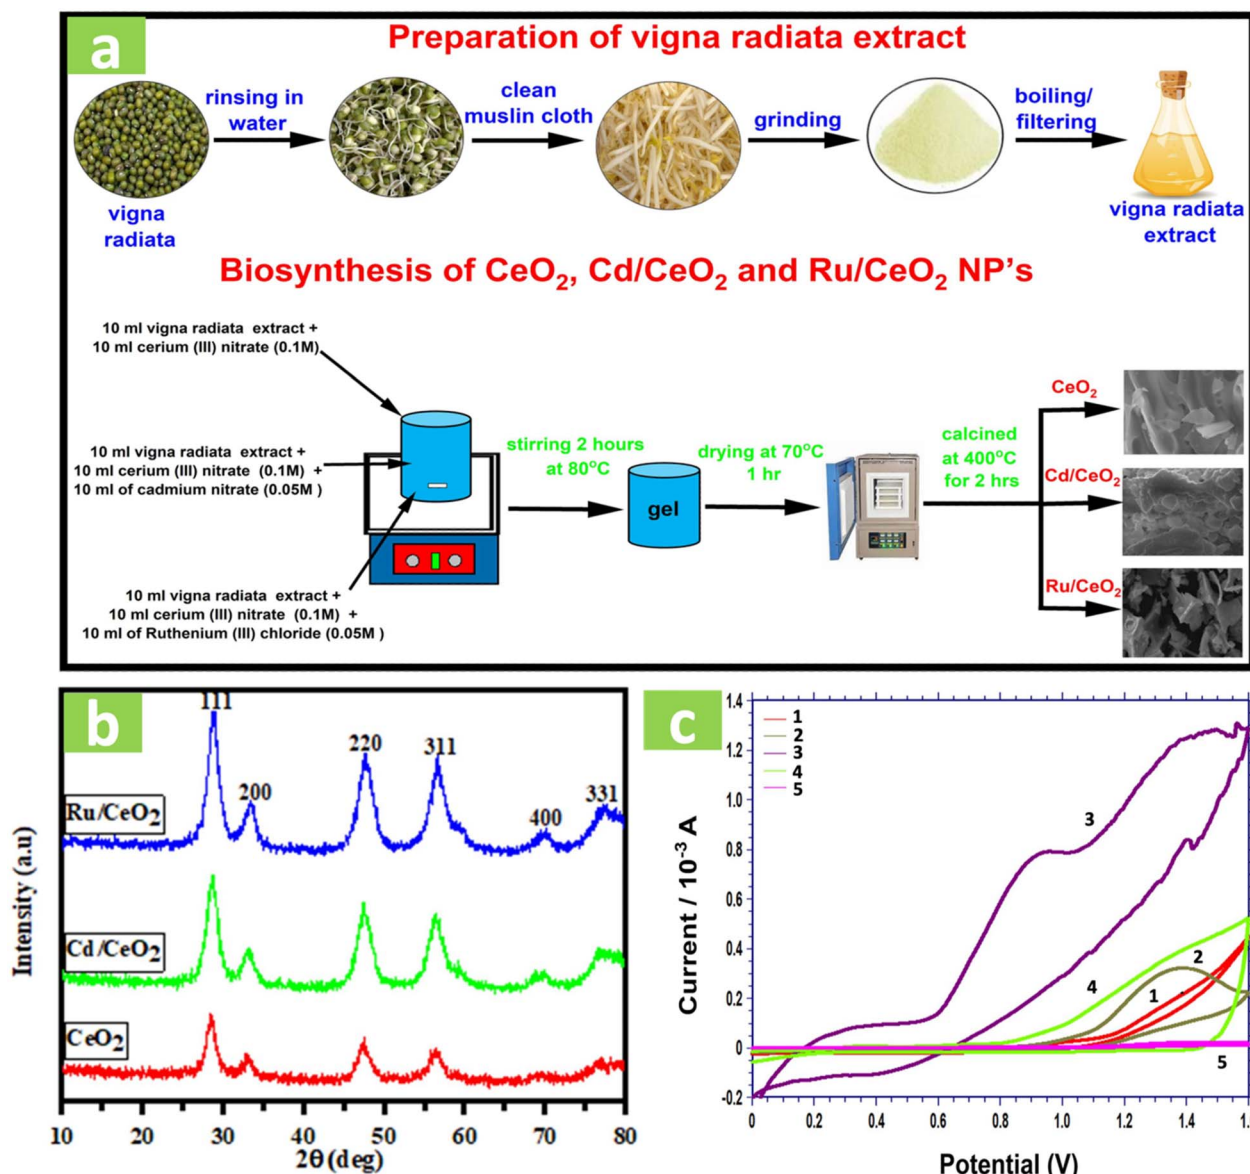 a
Preparation of vigna radiata extract
rinsing in
water
clean
muslin cloth
grinding
boiling/
filtering
vigna
radiata
vigna radiata
extract
Biosynthesis of CeO2, Cd/CeO2 and Ru/CeO2 NP's
10 ml vigna radiata extract +
10 ml cerium (III) nitrate (0.1M)
10 ml vigna radiata extract +
10 ml cerium (III) nitrate (0.1M) +
10 ml of cadmium nitrate (0.05M )
10 ml vigna radiata extract +
10 ml cerium (III) nitrate (0.1M) +
10 ml of Ruthenium (III) chloride (0.05M )
stirring 2 hours
at 80°C
gel
drying at 70°C
1 hr
calcined
at 400°C
for 2 hrs
CeO2
Cd/CeO2
Ru/CeO2
b
111
200
220
311
400
331
Ru/CeO2
Cd/CeO2
CeO2
Intensity (a.u)
10 20 30 40 50 60 70 80
2θ (deg)
c
1
2
3
4
5
3
4
2
1
5
1.4
1.2
1.0
0.8
0.6
0.4
0.2
0
-0.2
Current / 10-3 A
0 0.2 0.4 0.6 0.8 1.0 1.2 1.4
Potential (V)